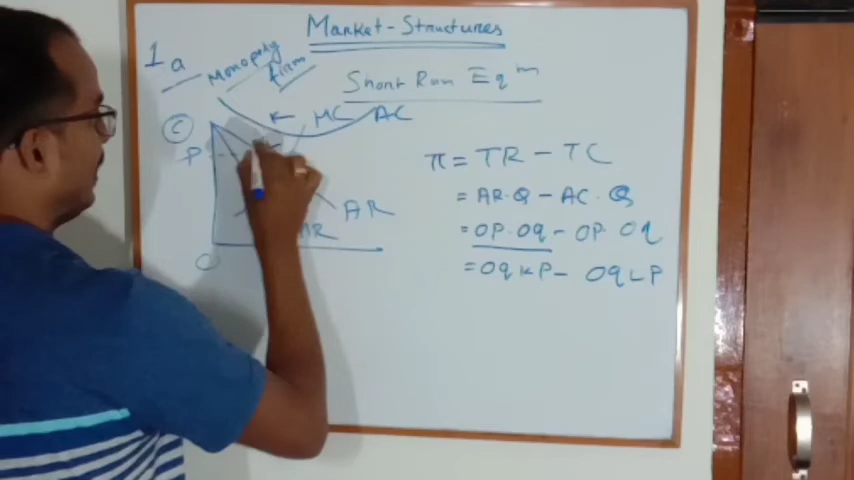 Market-Structures
1a
Monopoly
firm
Short Run Eqm
C
K
MC
AC
P
AR
MR
O
π = TR - TC
= AR·Q - AC·Q
= OP·Oq - OP·Oq
= OqKP - OqLP